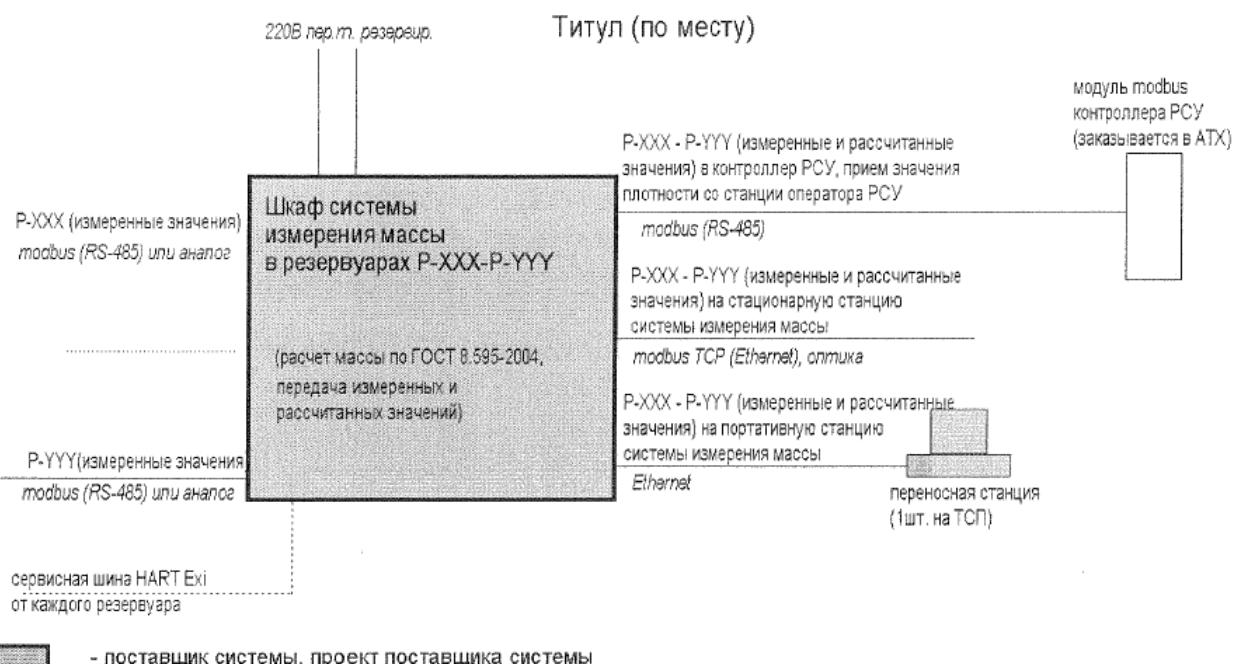 Титул (по месту)
220В пер.т. резервир.
модуль modbus
контроллера РСУ
(заказывается в АТХ)
P-XXX - P-YYY (измеренные и рассчитанные
значения) в контроллер РСУ, прием значения
плотности со станции оператора РСУ
modbus (RS-485)
P-XXX (измеренные значения)
modbus (RS-485) или аналог
Шкаф системы
измерения массы
в резервуарах P-XXX-P-YYY
(расчет массы по ГОСТ 8.595-2004,
передача измеренных и
рассчитанных значений)
P-XXX - P-YYY (измеренные и рассчитанные
значения) на стационарную станцию
системы измерения массы
modbus TCP (Ethernet), оптика
P-XXX - P-YYY (измеренные и рассчитанные
значения) на портативную станцию
системы измерения массы
Ethernet
переносная станция
(1шт. на ТСП)
P-YYY(измеренные значения
modbus (RS-485) или аналог
сервисная шина HART Exi
от каждого резервуара
- поставщик системы, проект поставщика системы